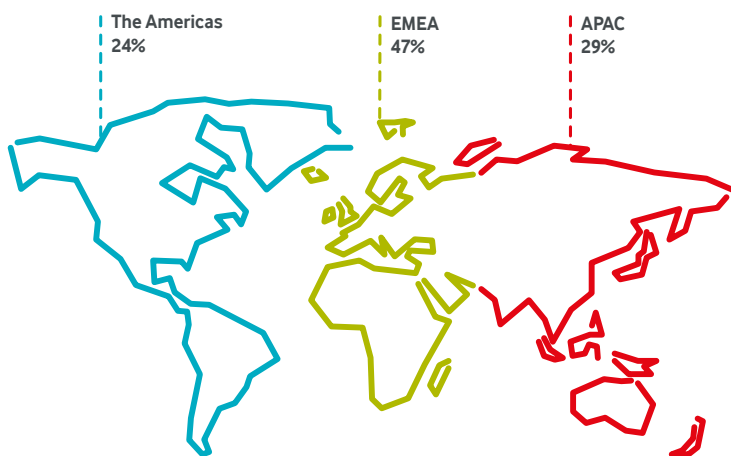 The Americas
24%
EMEA
47%
APAC
29%